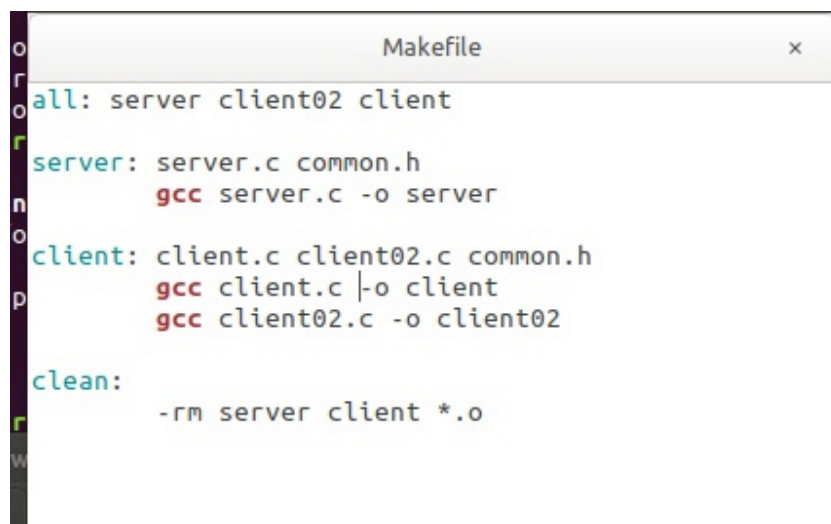 Makefile ×
all: server client02 client
server: server.c common.h
gcc server.c -o server
client: client.c client02.c common.h
gcc client.c -o client
gcc client02.c -o client02
clean:
-rm server client *.o